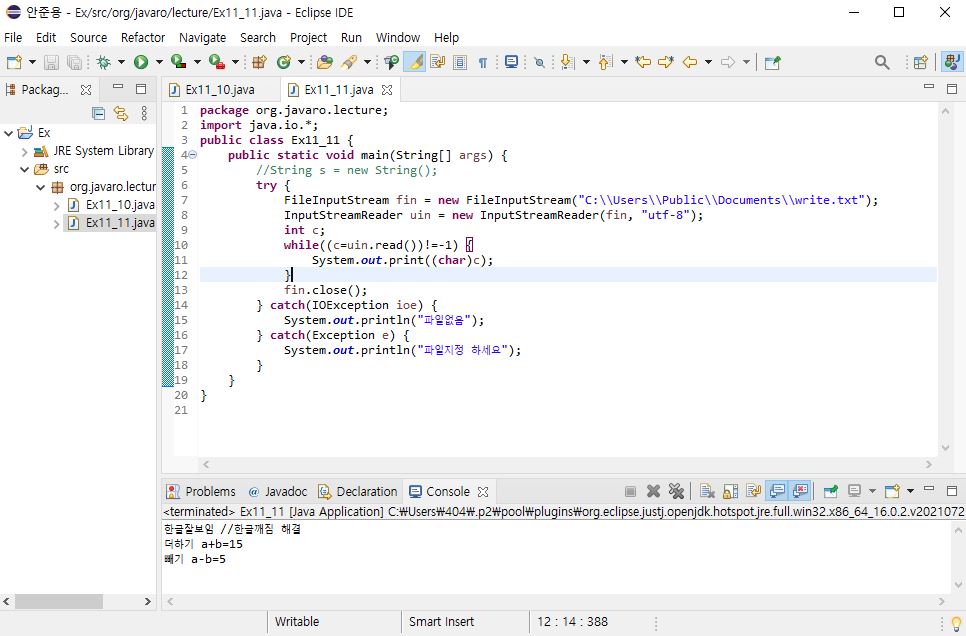 안준용 - Ex/src/org/javaro/lecture/Ex11_11.java - Eclipse IDE
File Edit Source Refactor Navigate Search Project Run Window Help
Packag...
Ex
JRE System Library
src
org.javaro.lectur
Ex11_10.java
Ex11_11.java
Ex11_10.java Ex11_11.java
1 package org.javaro.lecture;
2 import java.io.*;
3 public class Ex11_11 {
4 public static void main(String[] args) {
5 //String s = new String();
6 try {
7 FileInputStream fin = new FileInputStream("C:\\Users\\Public\\Documents\\write.txt");
8 InputStreamReader uin = new InputStreamReader(fin, "utf-8");
9 int c;
10 while((c=uin.read())!=-1) {
11 System.out.print((char)c);
12 }
13 fin.close();
14 } catch(IOException ioe) {
15 System.out.println("파일없음");
16 } catch(Exception e) {
17 System.out.println("파일지정 하세요");
18 }
19 }
20 }
21
Problems Javadoc Declaration Console
<terminated> Ex11_11 [Java Application] C:₩Users₩404₩.p2₩pool₩plugins₩org.eclipse.justj.openjdk.hotspot.jre.full.win32.x86_64_16.0.2.v2021072
한글잘보임 //한글깨짐 해결
더하기 a+b=15
빼기 a-b=5
Writable Smart Insert 12 : 14 : 388